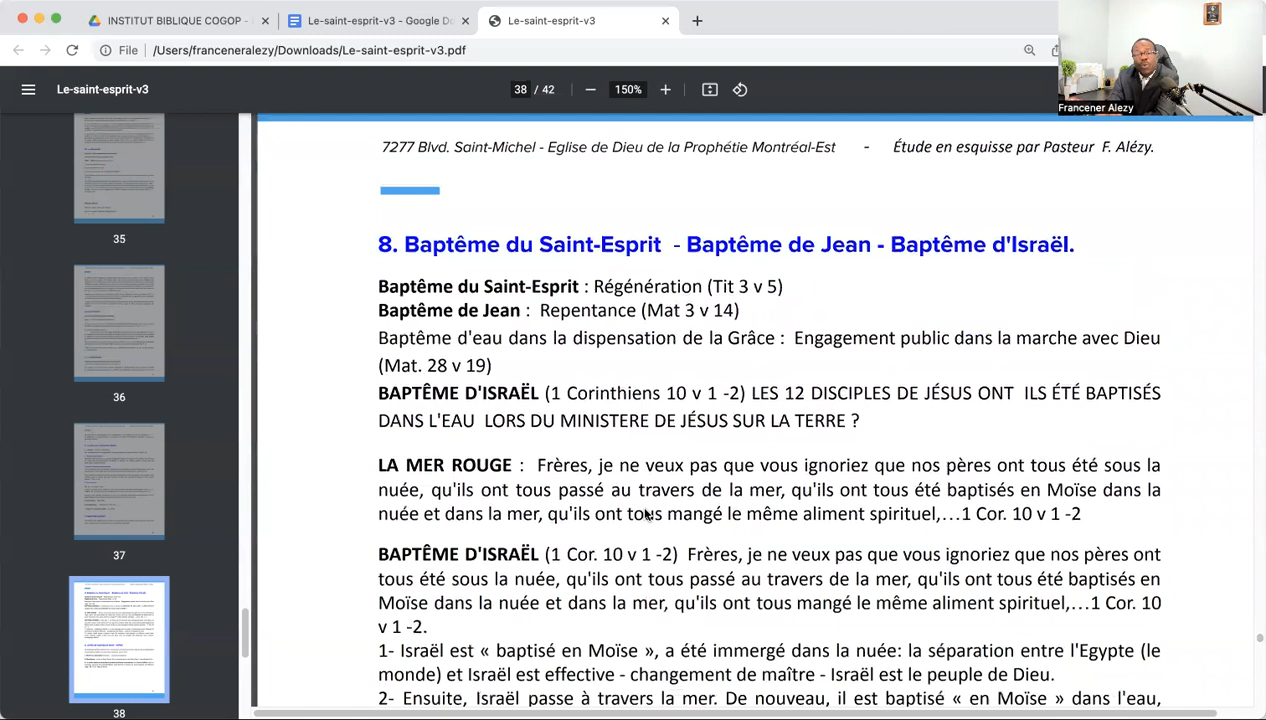 INSTITUT BIBLIQUE COGOP -
Le-saint-esprit-v3 - Google Do
Le-saint-esprit-v3
File
/Users/franceneralezy/Downloads/Le-saint-esprit-v3.pdf
Le-saint-esprit-v3
38 / 42
150%
Francener Alezy
35
36
37
38
7277 Blvd. Saint-Michel - Eglise de Dieu de la Prophétie Montréal-Est - Étude en esquisse par Pasteur F. Alézy.
8. Baptême du Saint-Esprit - Baptême de Jean - Baptême d'Israël.
Baptême du Saint-Esprit : Régénération (Tit 3 v 5)
Baptême de Jean : Repentance (Mat 3 v 14)
Baptême d'eau dans la dispensation de la Grâce : Engagement public dans la marche avec Dieu
(Mat. 28 v 19)
BAPTÊME D'ISRAËL (1 Corinthiens 10 v 1 -2) LES 12 DISCIPLES DE JÉSUS ONT ILS ÉTÉ BAPTISÉS
DANS L'EAU LORS DU MINISTERE DE JÉSUS SUR LA TERRE ?
LA MER ROUGE : Frères, je ne veux pas que vous ignoriez que nos pères ont tous été sous la
nuée, qu'ils ont tous passé au travers de la mer, qu'ils ont tous été baptisés en Moïse dans la
nuée et dans la mer, qu'ils ont tous mangé le même aliment spirituel,...1 Cor. 10 v 1 -2
BAPTÊME D'ISRAËL (1 Cor. 10 v 1 -2) Frères, je ne veux pas que vous ignoriez que nos pères ont
tous été sous la nuée, qu'ils ont tous passé au travers de la mer, qu'ils ont tous été baptisés en
Moïse dans la nuée et dans la mer, qu'ils ont tous mangé le même aliment spirituel,...1 Cor. 10
v 1 -2.
1- Israël est « baptisé en Moïse », a été immergé dans la nuée: la séparation entre l'Egypte (le
monde) et Israël est effective - changement de maître - Israël est le peuple de Dieu.
2- Ensuite, Israël passe à travers la mer. De nouveau, il est baptisé « en Moïse » dans l'eau,